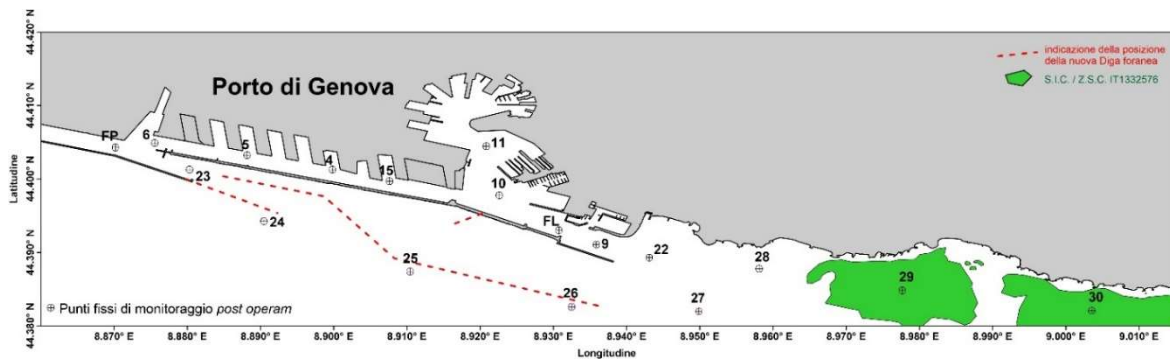 44.420° N
44.410° N
44.400° N
44.390° N
44.380° N
Latitudine
Porto di Genova
indicazione della posizione
della nuova Diga foranea
S.I.C. / Z.S.C. IT1332576
FP
6
5
4
15
11
10
23
24
25
26
FL
9
22
28
27
29
30
Punti fissi di monitoraggio post operam
8.870° E
8.880° E
8.890° E
8.900° E
8.910° E
8.920° E
8.930° E
8.940° E
8.950° E
8.960° E
8.970° E
8.980° E
8.990° E
9.000° E
9.010° E
Longitudine